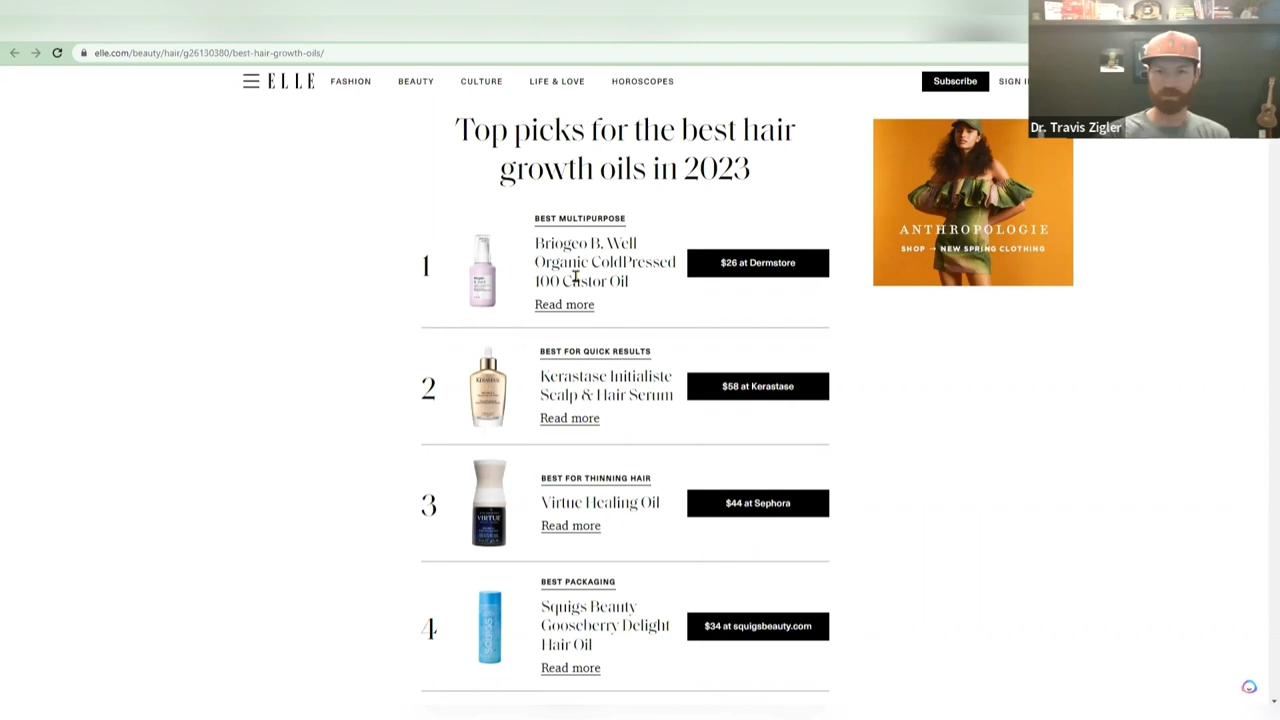 elle.com/beauty/hair/g26130380/best-hair-growth-oils/
ELLE FASHION BEAUTY CULTURE LIFE & LOVE HOROSCOPES Subscribe SIGN
Dr. Travis Zigler
Top picks for the best hair
growth oils in 2023
ANTHROPOLOGIE
SHOP → NEW SPRING CLOTHING
1
BEST MULTIPURPOSE
Briogeo B. Well
Organic ColdPressed
100 Castor Oil
Read more
$26 at Dermstore
2
BEST FOR QUICK RESULTS
Kerastase Initialiste
Scalp & Hair Serum
Read more
$58 at Kerastase
3
VIRTUE
BEST FOR THINNING HAIR
Virtue Healing Oil
Read more
$44 at Sephora
4
SQUIGS
BEST PACKAGING
Squigs Beauty
Gooseberry Delight
Hair Oil
Read more
$34 at squigsbeauty.com